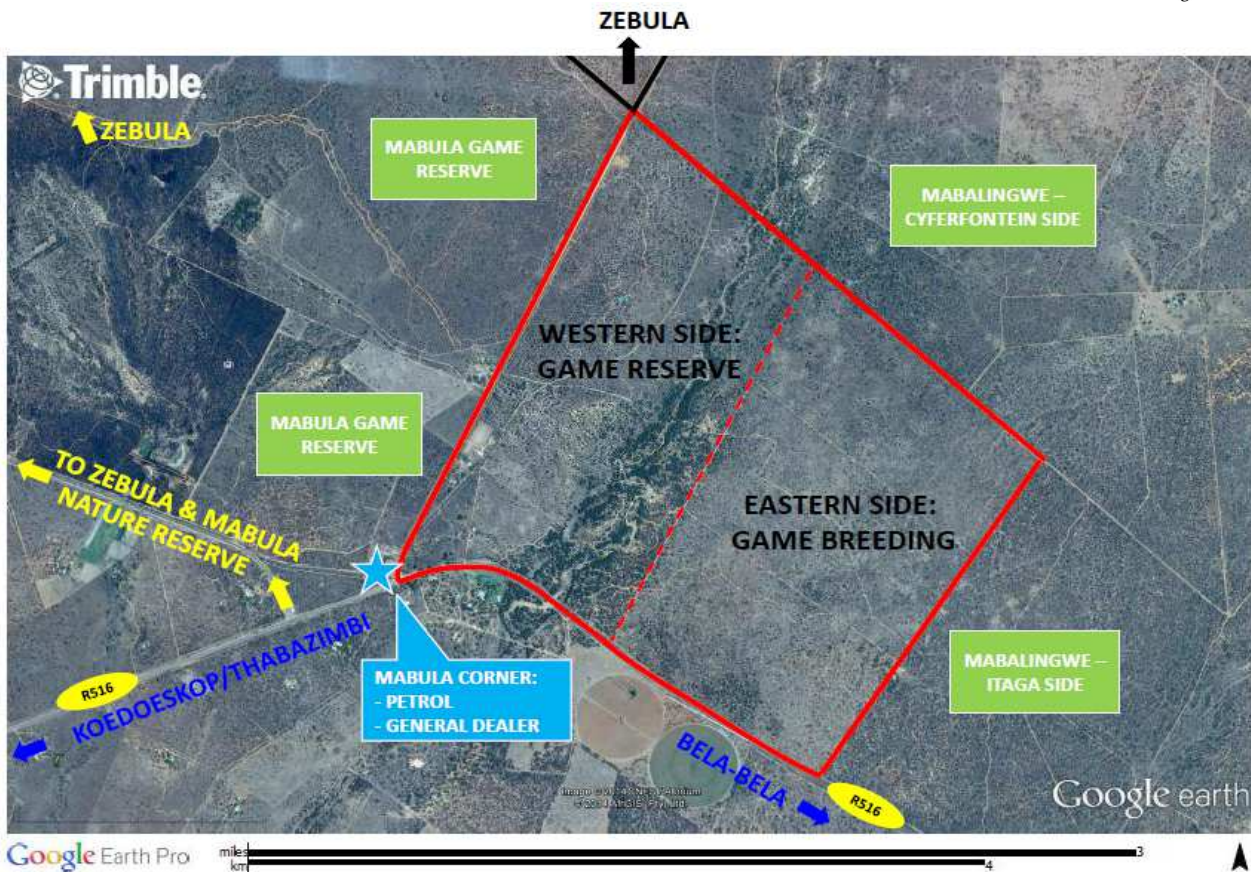 ZEBULA
Trimble
ZEBULA
MABULA GAME
RESERVE
MABALINGWE –
CYFERFONTEIN SIDE
WESTERN SIDE:
GAME RESERVE
MABULA GAME
RESERVE
TO ZEBULA & MABULA
NATURE RESERVE
EASTERN SIDE:
GAME BREEDING
KOEDOESKOP/THABAZIMBI
R516
MABULA CORNER:
- PETROL
- GENERAL DEALER
MABALINGWE –
ITAGA SIDE
BELA-BELA
R516
Google earth
Google Earth Pro
miles
3
km
4